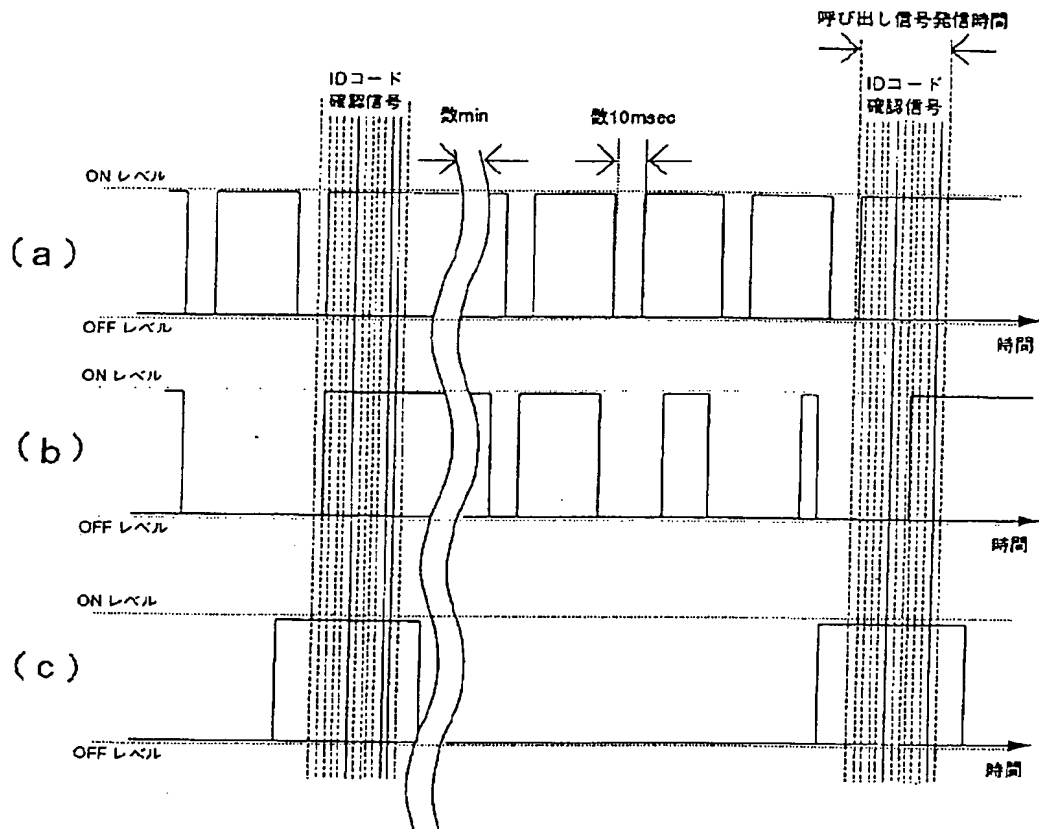 呼び出し信号発信時間
IDコード
確認信号
数min
数10msec
IDコード
確認信号
ON レベル
(a)
OFF レベル
時間
ON レベル
(b)
OFF レベル
時間
ON レベル
(c)
OFF レベル
時間